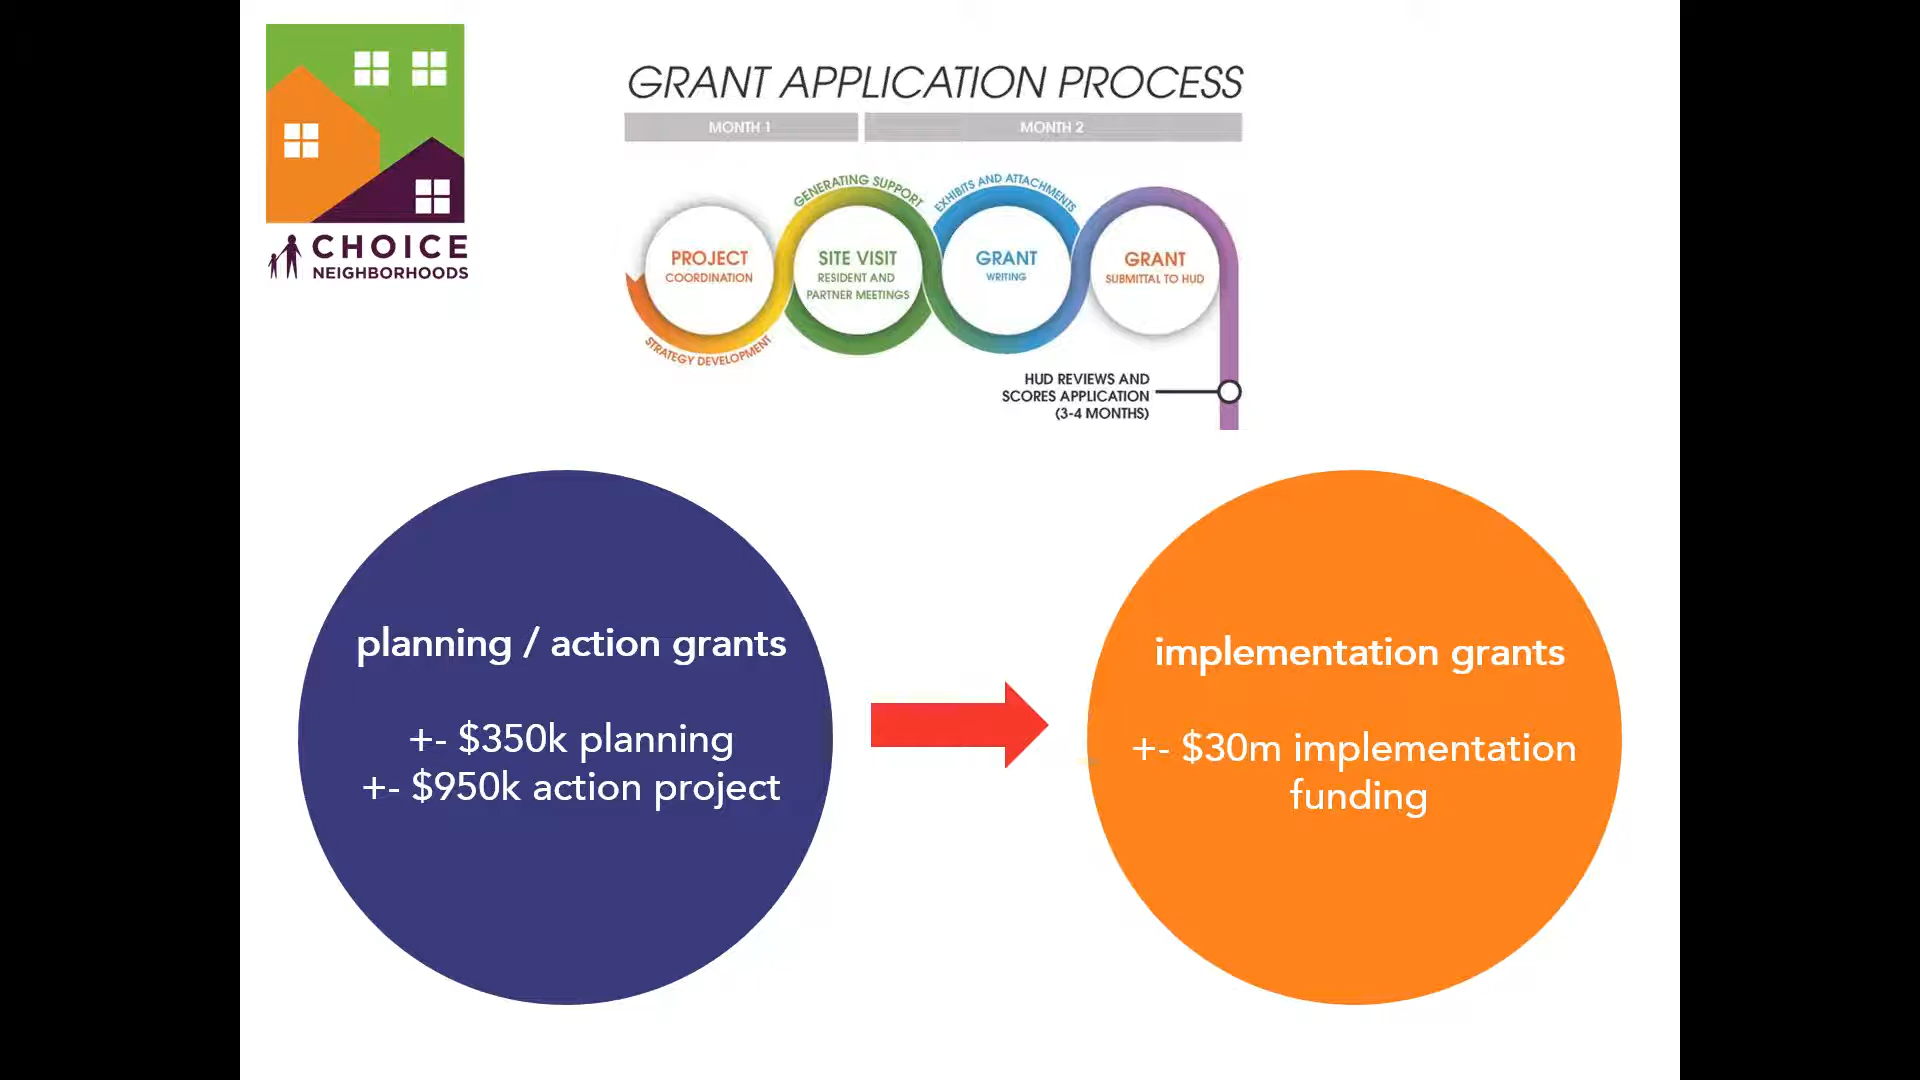 CHOICE
NEIGHBORHOODS
GRANT APPLICATION PROCESS
MONTH 1
MONTH 2
GENERATING SUPPORT
EXHIBITS AND ATTACHMENTS
PROJECT
COORDINATION
SITE VISIT
RESIDENT AND
PARTNER MEETINGS
GRANT
WRITING
GRANT
SUBMITTAL TO HUD
STRATEGY DEVELOPMENT
HUD REVIEWS AND
SCORES APPLICATION
(3-4 MONTHS)
planning / action grants
+- $350k planning
+- $950k action project
implementation grants
+- $30m implementation
funding